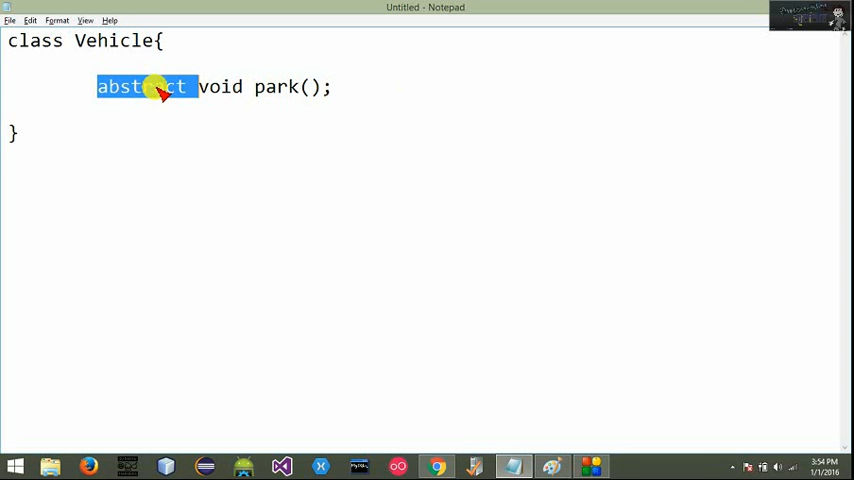 Untitled - Notepad
File Edit Format View Help
class Vehicle{
abstract void park();
}
3:54 PM
1/1/2016